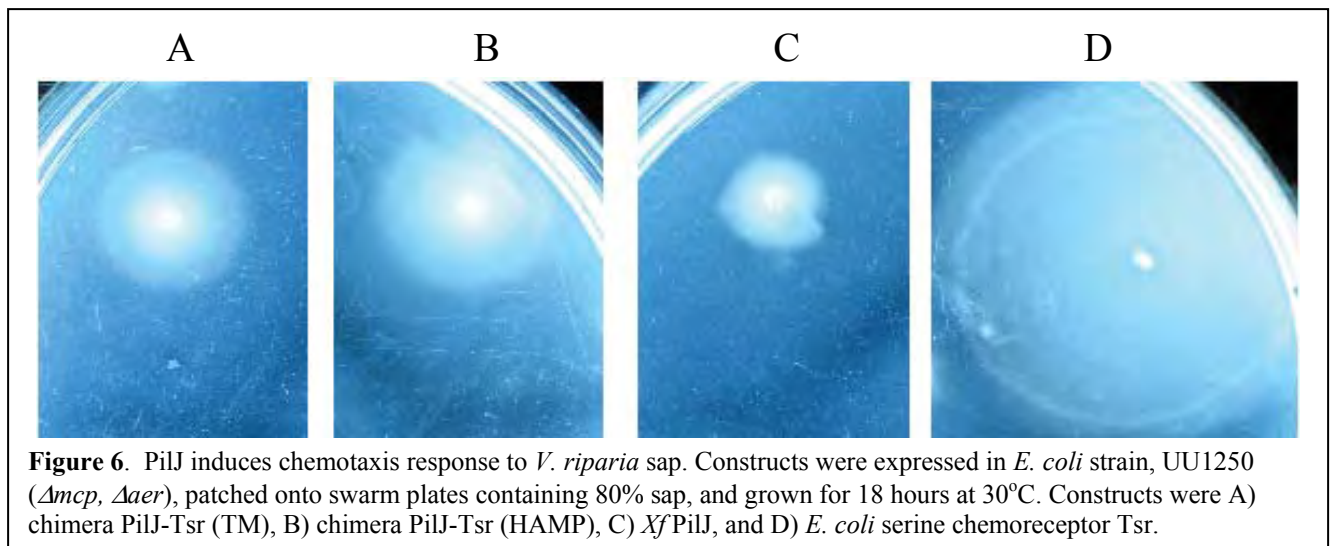 A B C D
Figure 6. PilJ induces chemotaxis response to V. riparia sap. Constructs were expressed in E. coli strain, UU1250
(Δmcp, Δaer), patched onto swarm plates containing 80% sap, and grown for 18 hours at 30°C. Constructs were A)
chimera PilJ-Tsr (TM), B) chimera PilJ-Tsr (HAMP), C) Xf PilJ, and D) E. coli serine chemoreceptor Tsr.